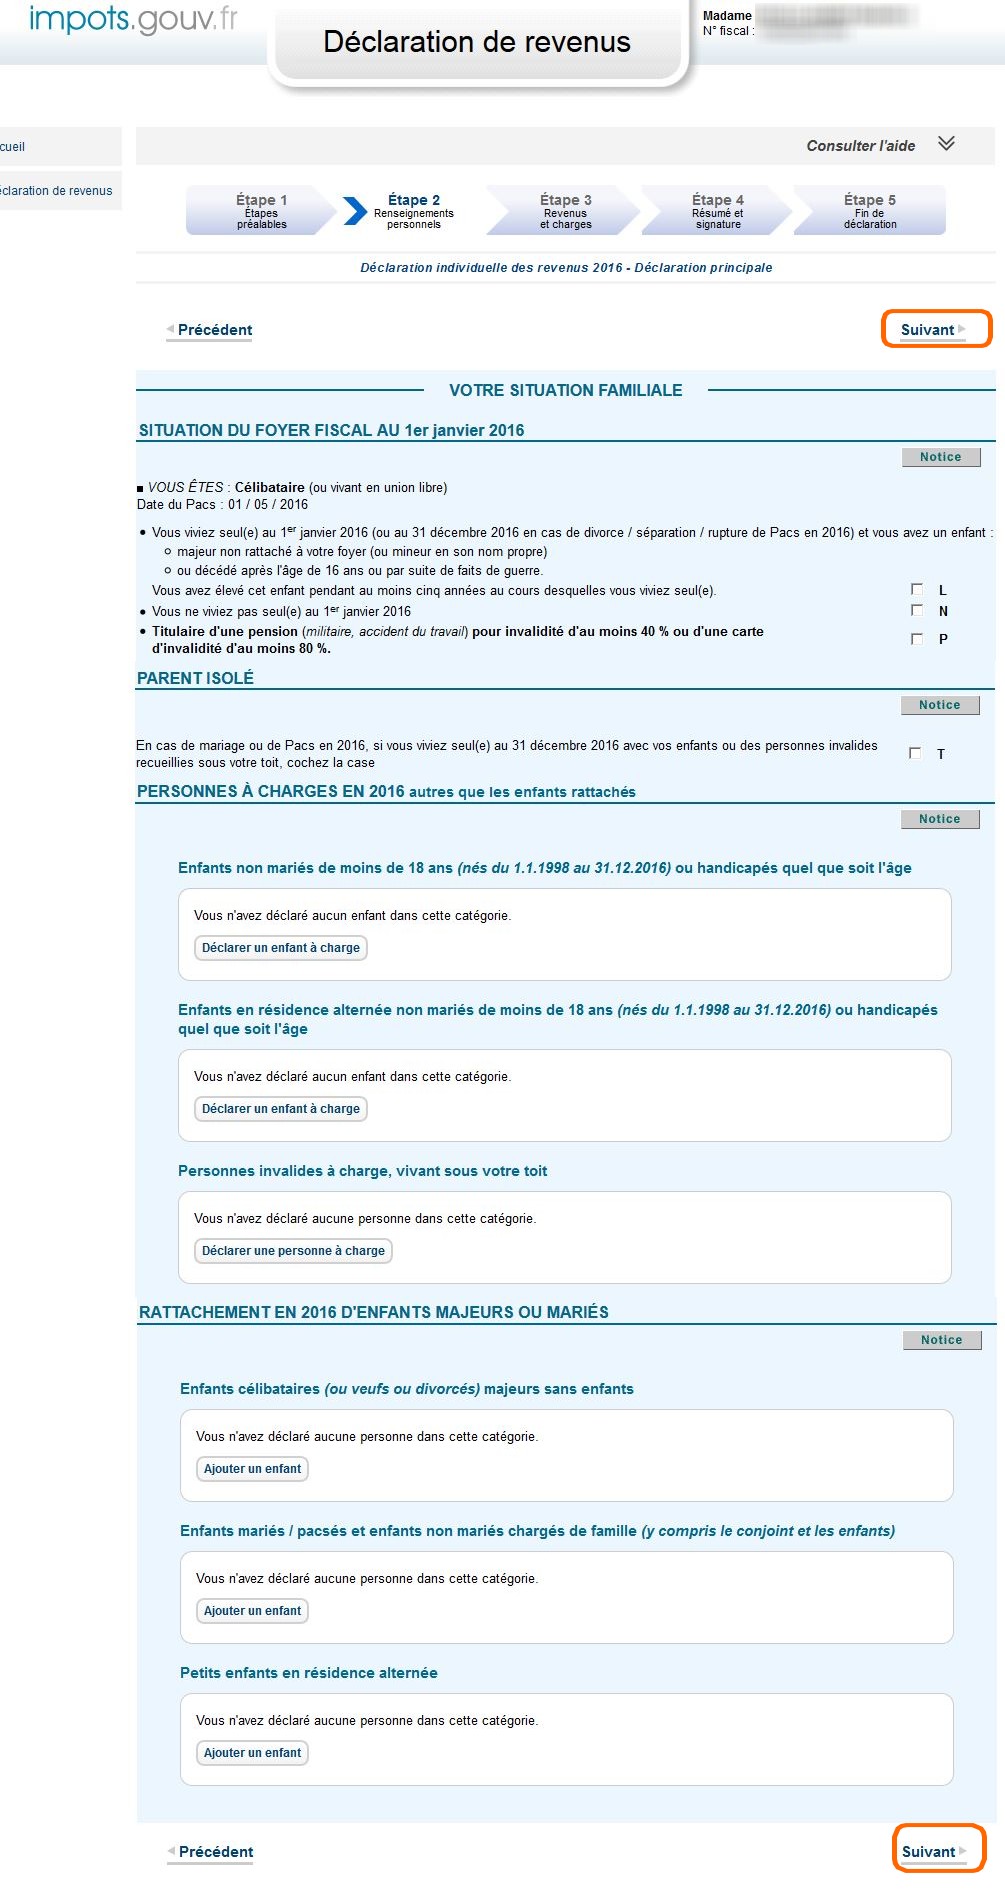 impots.gouv.fr
Déclaration de revenus
Madame
N° fiscal :
cueil
éclaration de revenus
Consulter l'aide
Étape 1
Étapes
préalables
Étape 2
Renseignements
personnels
Étape 3
Revenus
et charges
Étape 4
Résumé et
signature
Étape 5
Fin de
déclaration
Déclaration individuelle des revenus 2016 - Déclaration principale
Précédent
Suivant
VOTRE SITUATION FAMILIALE
SITUATION DU FOYER FISCAL AU 1er janvier 2016
Notice
VOUS ÊTES : Célibataire (ou vivant en union libre)
Date du Pacs : 01 / 05 / 2016
• Vous viviez seul(e) au 1er janvier 2016 (ou au 31 décembre 2016 en cas de divorce / séparation / rupture de Pacs en 2016) et vous avez un enfant :
majeur non rattaché à votre foyer (ou mineur en son nom propre)
ou décédé après l'âge de 16 ans ou par suite de faits de guerre.
Vous avez élevé cet enfant pendant au moins cinq années au cours desquelles vous viviez seul(e). L
• Vous ne viviez pas seul(e) au 1er janvier 2016 N
• Titulaire d'une pension (militaire, accident du travail) pour invalidité d'au moins 40 % ou d'une carte
d'invalidité d'au moins 80 %. P
PARENT ISOLÉ
Notice
En cas de mariage ou de Pacs en 2016, si vous viviez seul(e) au 31 décembre 2016 avec vos enfants ou des personnes invalides
recueillies sous votre toit, cochez la case T
PERSONNES À CHARGES EN 2016 autres que les enfants rattachés
Notice
Enfants non mariés de moins de 18 ans (nés du 1.1.1998 au 31.12.2016) ou handicapés quel que soit l'âge
Vous n'avez déclaré aucun enfant dans cette catégorie.
Déclarer un enfant à charge
Enfants en résidence alternée non mariés de moins de 18 ans (nés du 1.1.1998 au 31.12.2016) ou handicapés
quel que soit l'âge
Vous n'avez déclaré aucun enfant dans cette catégorie.
Déclarer un enfant à charge
Personnes invalides à charge, vivant sous votre toit
Vous n'avez déclaré aucune personne dans cette catégorie.
Déclarer une personne à charge
RATTACHEMENT EN 2016 D'ENFANTS MAJEURS OU MARIÉS
Notice
Enfants célibataires (ou veufs ou divorcés) majeurs sans enfants
Vous n'avez déclaré aucune personne dans cette catégorie.
Ajouter un enfant
Enfants mariés / pacsés et enfants non mariés chargés de famille (y compris le conjoint et les enfants)
Vous n'avez déclaré aucune personne dans cette catégorie.
Ajouter un enfant
Petits enfants en résidence alternée
Vous n'avez déclaré aucune personne dans cette catégorie.
Ajouter un enfant
Précédent
Suivant